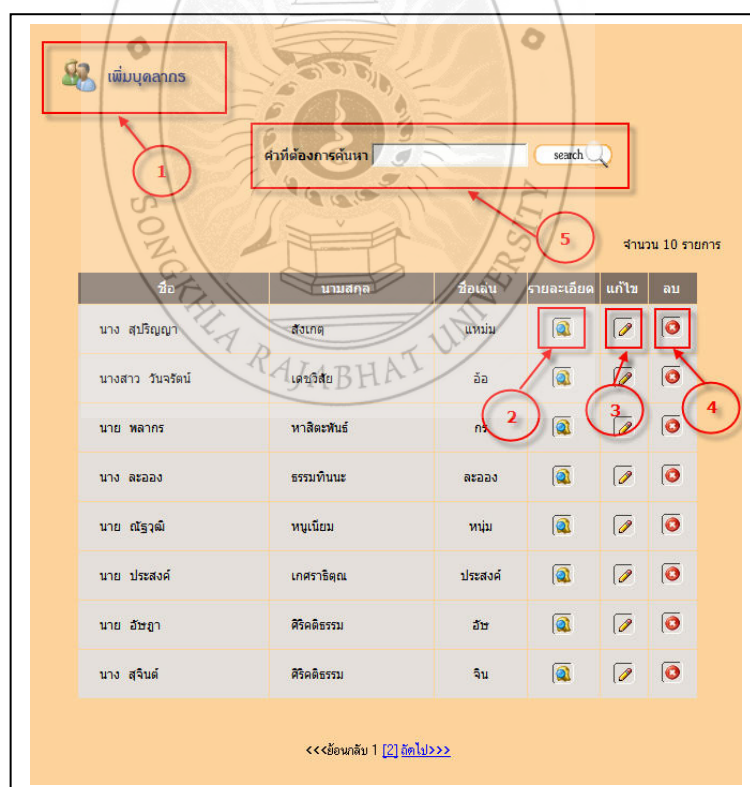 เพิ่มบุคลากร
1
คำที่ต้องการค้นหา search
5
จำนวน 10 รายการ
ชื่อ นามสกุล ชื่อเล่น รายละเอียด แก้ไข ลบ
นาง สุปริญญา สังเกตุ แหม่ม
นางสาว วันจรัตน์ เดชวิสัย อ้อ
2 3 4
นาย พลากร หาสิตะพันธ์ กร
นาง ละออง ธรรมทินนะ ละออง
นาย ณัฐวุฒิ หนูเนียม หนุ่ม
นาย ประสงค์ เกศราธิคุณ ประสงค์
นาย อัษฎา ศิริคติธรรม อัษ
นาง สุจินต์ ศิริคติธรรม จิน
<<<ย้อนกลับ 1 [2] ถัดไป>>>
SONGKHLA RAJABHAT UNIVERSITY